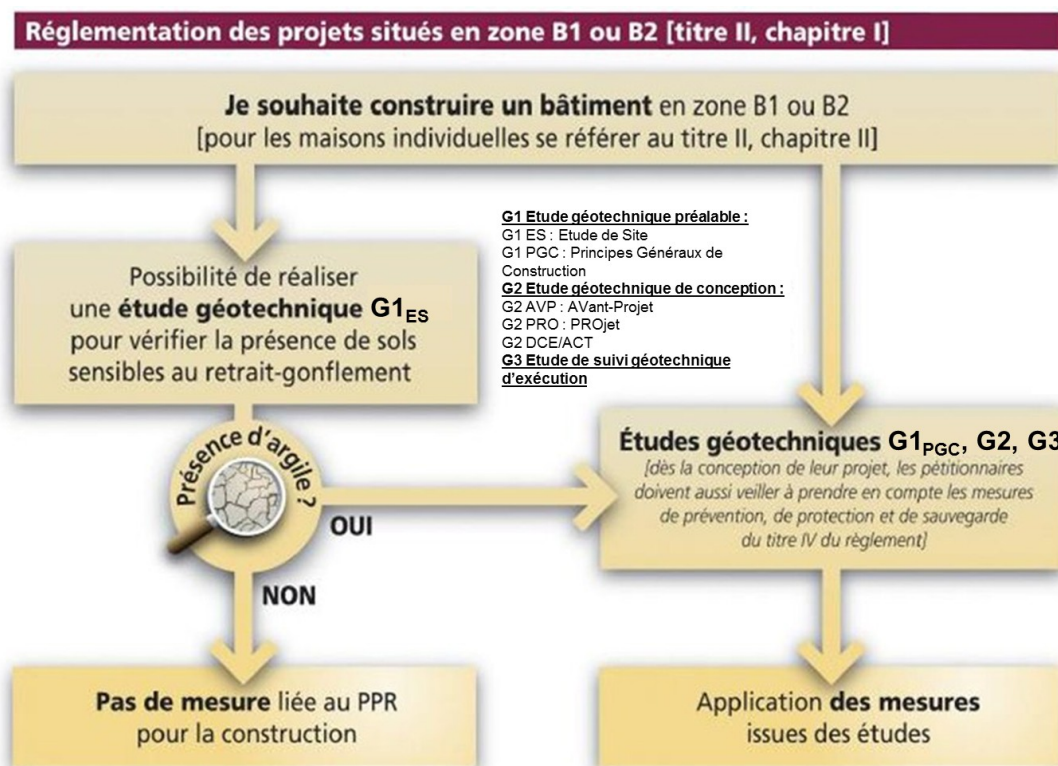 Réglementation des projets situés en zone B1 ou B2 [titre II, chapitre I]
Je souhaite construire un bâtiment en zone B1 ou B2
[pour les maisons individuelles se référer au titre II, chapitre II]
Possibilité de réaliser
une étude géotechnique G1ES
pour vérifier la présence de sols
sensibles au retrait-gonflement
G1 Etude géotechnique préalable :
G1 ES : Etude de Site
G1 PGC : Principes Généraux de
Construction
G2 Etude géotechnique de conception :
G2 AVP : AVant-Projet
G2 PRO : PROjet
G2 DCE/ACT
G3 Etude de suivi géotechnique
d'exécution
Présence d'argile ?
OUI
NON
Études géotechniques G1PGC, G2, G3
[dès la conception de leur projet, les pétitionnaires
doivent aussi veiller à prendre en compte les mesures
de prévention, de protection et de sauvegarde
du titre IV du règlement]
Pas de mesure liée au PPR
pour la construction
Application des mesures
issues des études